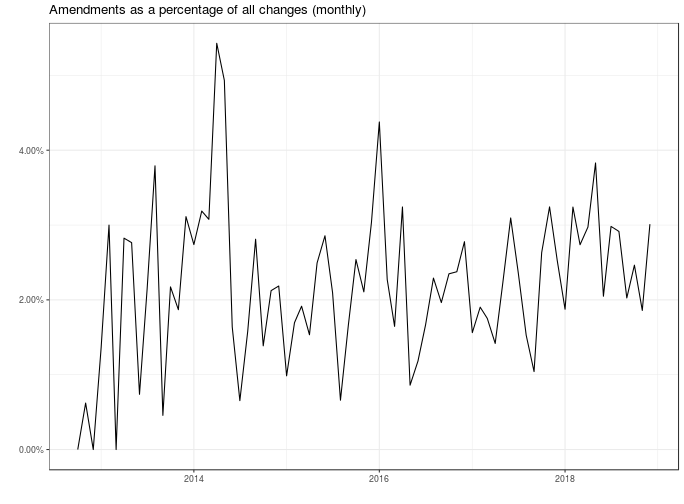 Amendments as a percentage of all changes (monthly)
4.00%
2.00%
0.00%
2014 2016 2018